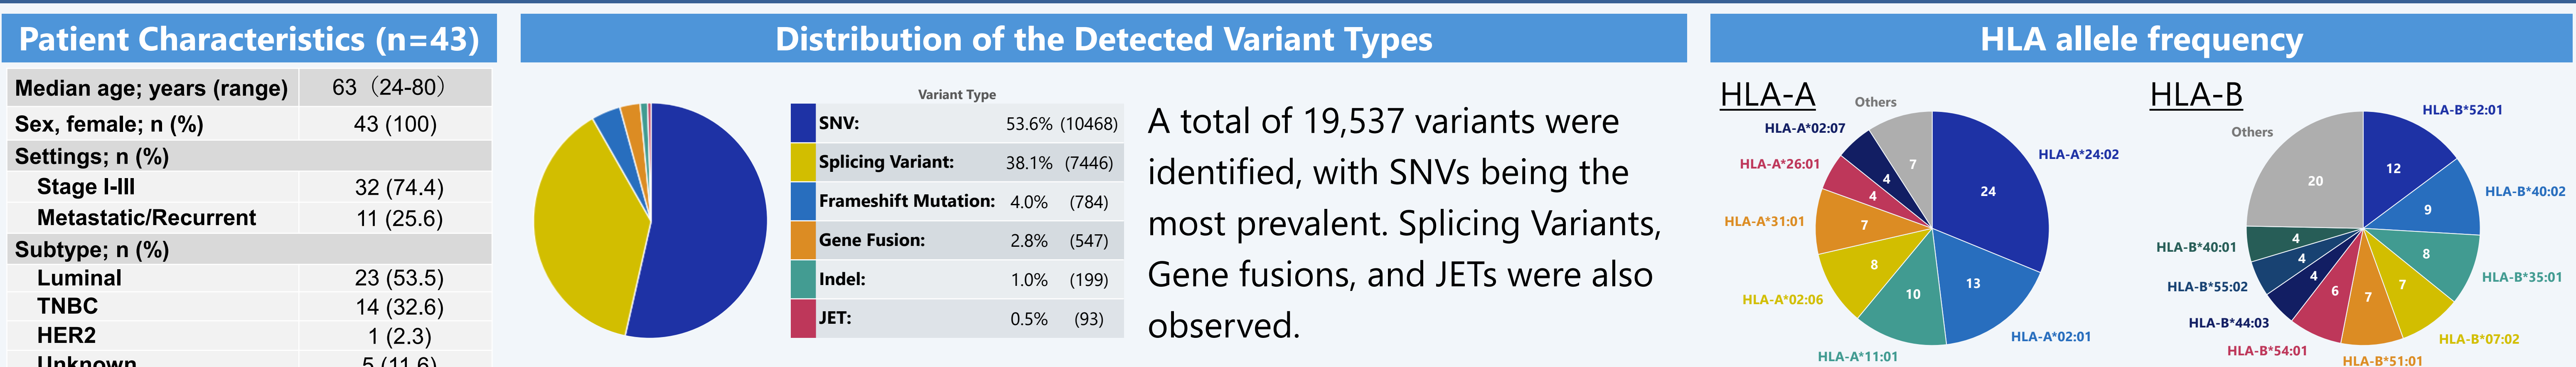 Patient Characteristics (n=43)
Median age; years (range) 63（24-80）
Sex, female; n (%) 43 (100)
Settings; n (%)
Stage I-III 32 (74.4)
Metastatic/Recurrent 11 (25.6)
Subtype; n (%)
Luminal 23 (53.5)
TNBC 14 (32.6)
HER2 1 (2.3)
Unknown 5 (11.6)
Distribution of the Detected Variant Types
Variant Type
SNV: 53.6% (10468)
Splicing Variant: 38.1% (7446)
Frameshift Mutation: 4.0% (784)
Gene Fusion: 2.8% (547)
Indel: 1.0% (199)
JET: 0.5% (93)
A total of 19,537 variants were
identified, with SNVs being the
most prevalent. Splicing Variants,
Gene fusions, and JETs were also
observed.
HLA allele frequency
HLA-A
HLA-A*24:02
24
HLA-A*02:01
13
HLA-A*11:01
10
HLA-A*02:06
8
HLA-A*31:01
7
HLA-A*26:01
4
HLA-A*02:07
4
Others
7
HLA-B
HLA-B*52:01
12
HLA-B*40:02
9
HLA-B*35:01
8
HLA-B*07:02
7
HLA-B*51:01
7
HLA-B*54:01
6
HLA-B*44:03
4
HLA-B*55:02
4
HLA-B*40:01
4
Others
20